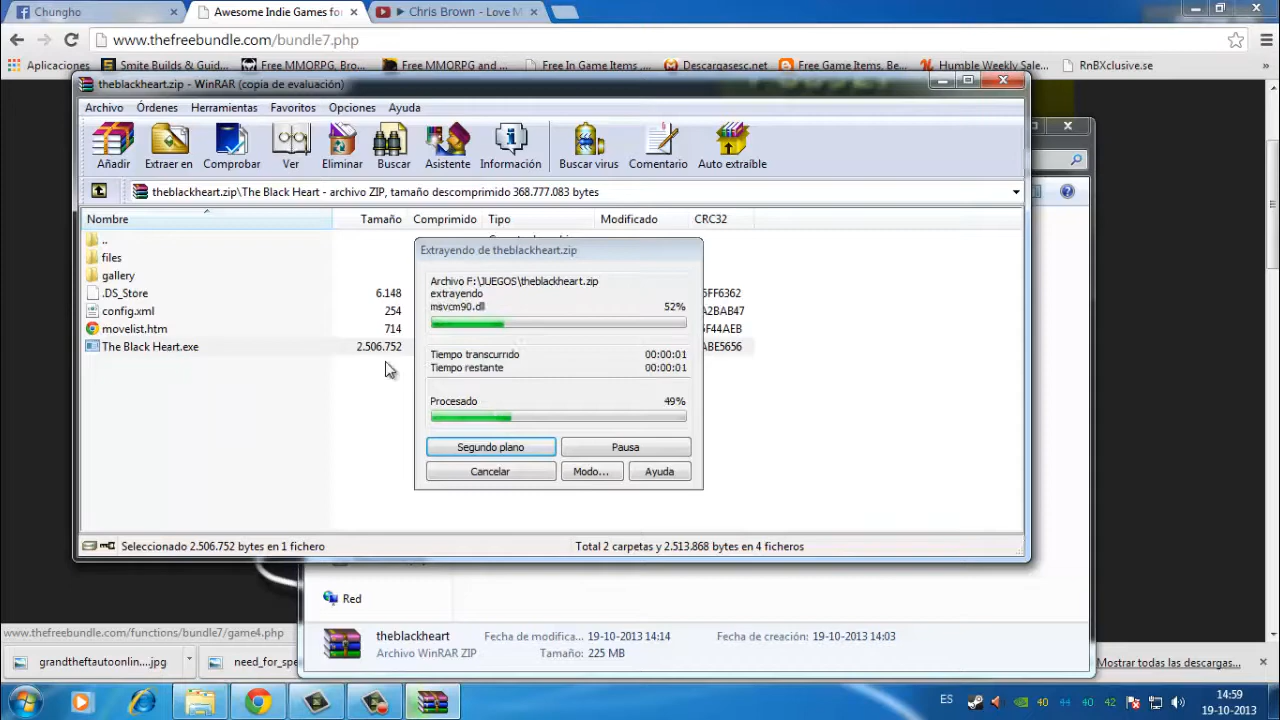 Chungho
Awesome Indie Games fo
Chris Brown - Love M
www.thefreebundle.com/bundle7.php
Aplicaciones
Smite Builds & Guid...
Free MMORPG, Bro...
Free MMORPG and ...
Free In Game Items, ...
Descargasesc.net
Free Game Items, Be...
Humble Weekly Sale...
RnBXclusive.se
»
theblackheart.zip - WinRAR (copia de evaluación)
Archivo Órdenes Herramientas Favoritos Opciones Ayuda
Añadir Extraer en Comprobar Ver Eliminar Buscar Asistente Información Buscar virus Comentario Auto extraíble
theblackheart.zip\The Black Heart - archivo ZIP, tamaño descomprimido 368.777.083 bytes
Nombre Tamaño Comprimido Tipo Modificado CRC32
..
files
gallery
.DS_Store 6.148 5FF6362
config.xml 254 A2BAB47
movelist.htm 714 5F44AEB
The Black Heart.exe 2.506.752 ABE5656
Extrayendo de theblackheart.zip
Archivo F:\JUEGOS\theblackheart.zip
extrayendo
msvcm90.dll 52%
Tiempo transcurrido 00:00:01
Tiempo restante 00:00:01
Procesado 49%
Segundo plano Pausa
Cancelar Modo... Ayuda
Seleccionado 2.506.752 bytes en 1 fichero Total 2 carpetas y 2.513.868 bytes en 4 ficheros
Red
www.thefreebundle.com/functions/bundle7/game4.php
theblackheart Fecha de modifica... 19-10-2013 14:14 Fecha de creación: 19-10-2013 14:03
Archivo WinRAR ZIP Tamaño: 225 MB
grandtheftautoonlin....jpg need_for_spe Mostrar todas las descargas...
ES 40 44 40 42 14:59
19-10-2013